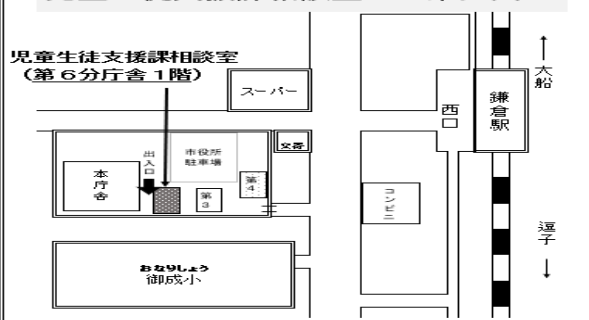 児童生徒支援課相談室
（第６分庁舎１階）
スーパー
西口
鎌倉駅
大船
逗子
交番
市役所
駐車場
出入口
本庁舎
第３
第４
コンビニ
おなりしょう
御成小